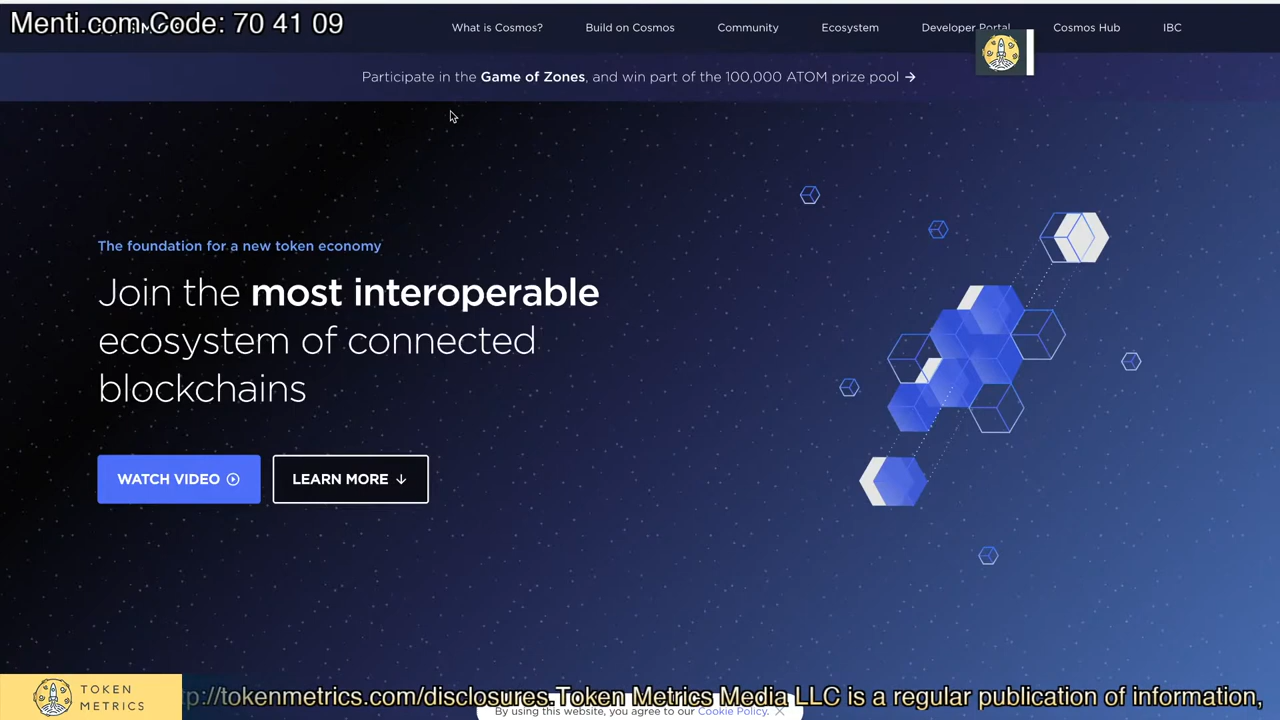 Menti.com Code: 70 41 09
What is Cosmos?
Build on Cosmos
Community
Ecosystem
Developer Portal
Cosmos Hub
IBC
Participate in the Game of Zones, and win part of the 100,000 ATOM prize pool →
The foundation for a new token economy
Join the most interoperable
ecosystem of connected
blockchains
WATCH VIDEO
LEARN MORE ↓
TOKEN
METRICS
p://tokenmetrics.com/disclosures.Token Metrics Media LLC is a regular publication of information,
By using this website, you agree to our Cookie Policy.